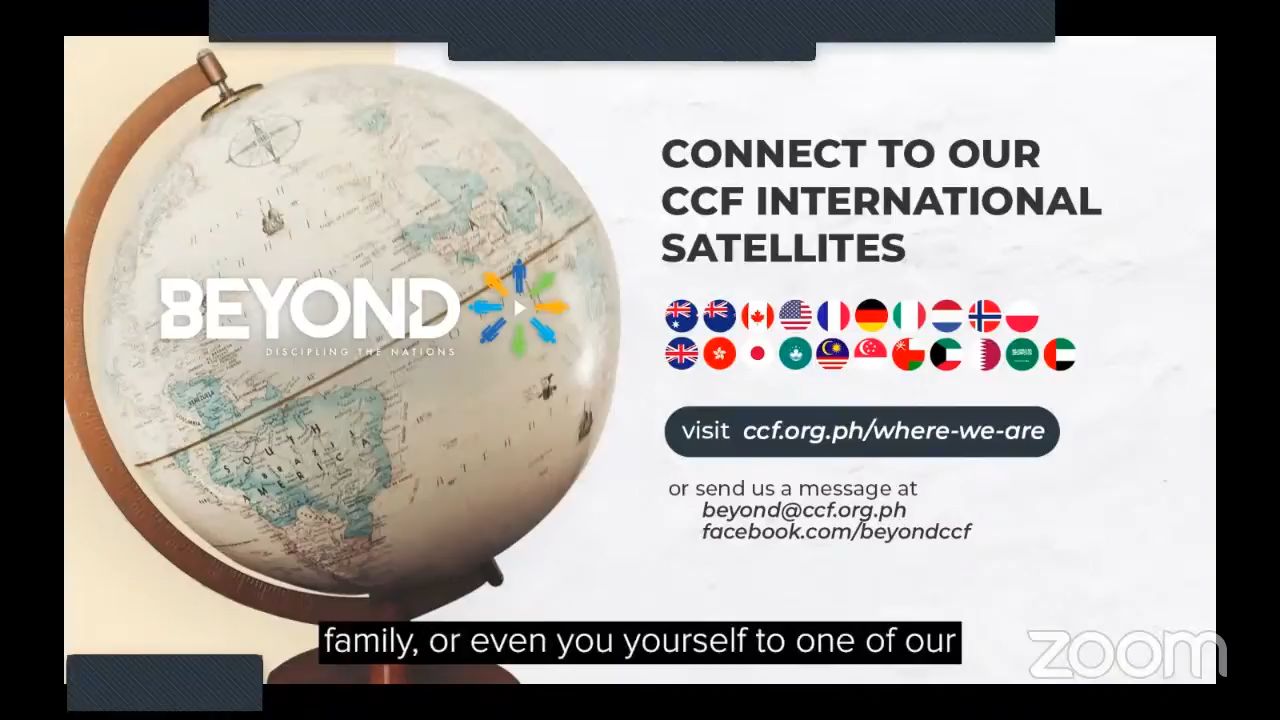 CONNECT TO OUR
CCF INTERNATIONAL
SATELLITES
BEYOND
DISCIPLING THE NATIONS
visit ccf.org.ph/where-we-are
or send us a message at
beyond@ccf.org.ph
facebook.com/beyondccf
SOUTH
AMERICA
family, or even you yourself to one of our
zoom